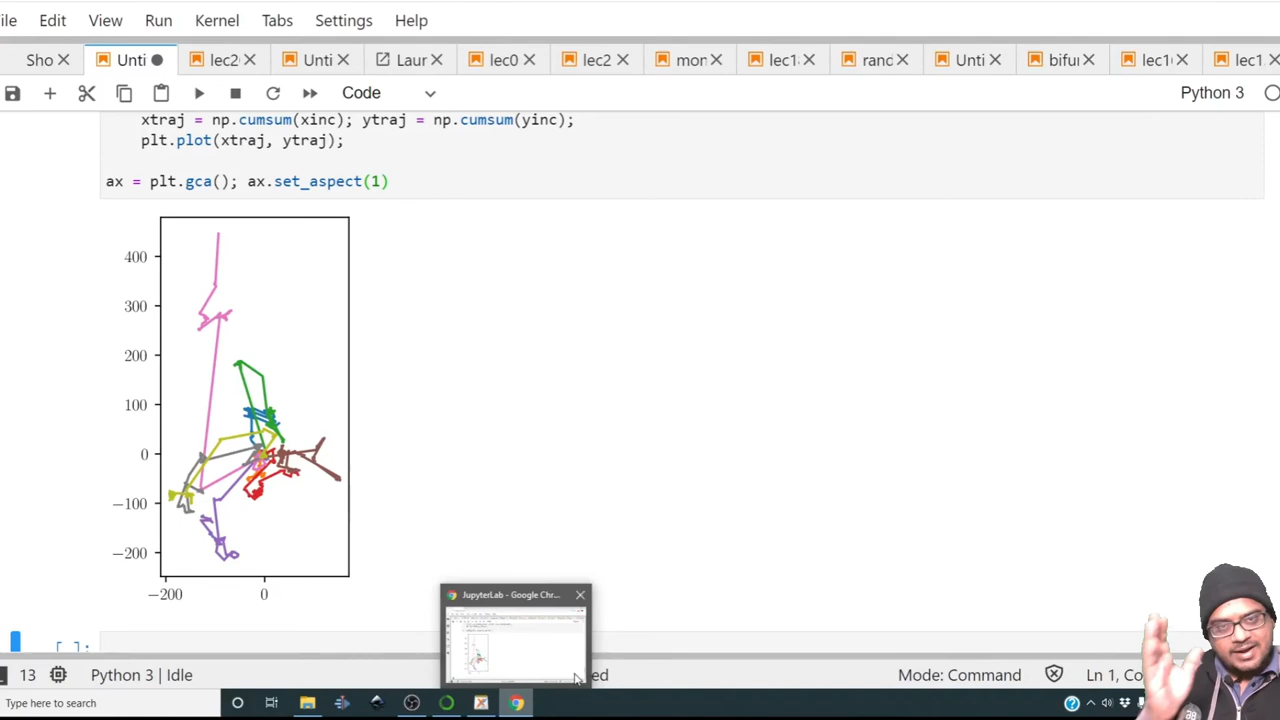 ile Edit View Run Kernel Tabs Settings Help
Sho Unti lec2 Unti Laur lec0 lec2 mor lec1 ranc Unti bifu lec1 lec1
Code Python 3
xtraj = np.cumsum(xinc); ytraj = np.cumsum(yinc);
plt.plot(xtraj, ytraj);
ax = plt.gca(); ax.set_aspect(1)
400
300
200
100
0
−100
−200
−200 0
JupyterLab - Google Chr...
[ ]:
13 Python 3 | Idle ed Mode: Command Ln 1, Co
Type here to search